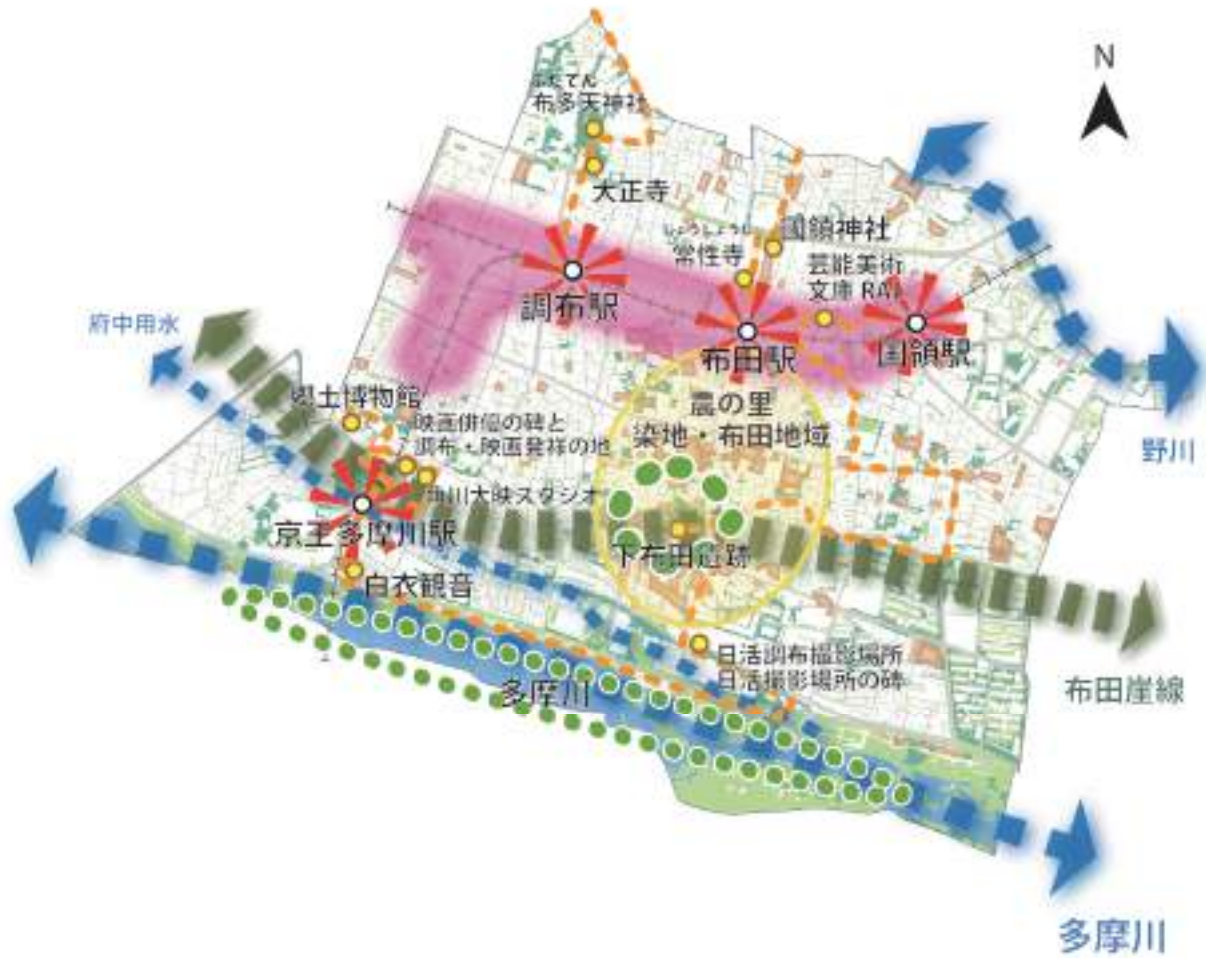 N
ふだてん
布多天神社
大正寺
國領神社
しょうしょうじ
常性寺
芸能美術
文庫 RAI
調布駅
布田駅
国領駅
府中用水
郷土博物館
映画俳優の碑と
調布・映画発祥の地
農の里
染地・布田地域
野川
角川大映スタジオ
京王多摩川駅
下布田遺跡
白衣観音
日活調布撮影場所
日活撮影場所の碑
多摩川
布田崖線
多摩川